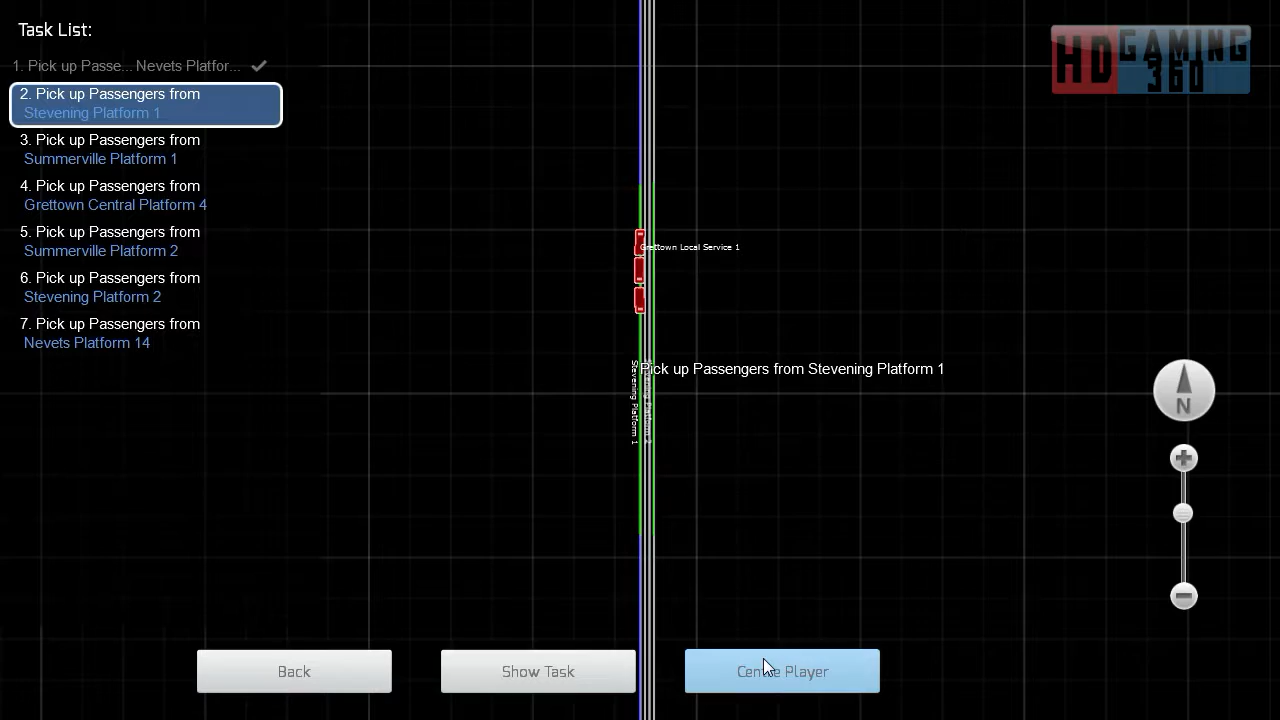 Task List:
1. Pick up Passe... Nevets Platfor...
2. Pick up Passengers from
Stevening Platform 1
3. Pick up Passengers from
Summerville Platform 1
4. Pick up Passengers from
Grettown Central Platform 4
5. Pick up Passengers from
Summerville Platform 2
6. Pick up Passengers from
Stevening Platform 2
7. Pick up Passengers from
Nevets Platform 14
HD GAMING
360
Grettown Local Service 1
Pick up Passengers from Stevening Platform 1
Stevening Platform 1
Stevening Platform 2
N
Back
Show Task
Centre Player